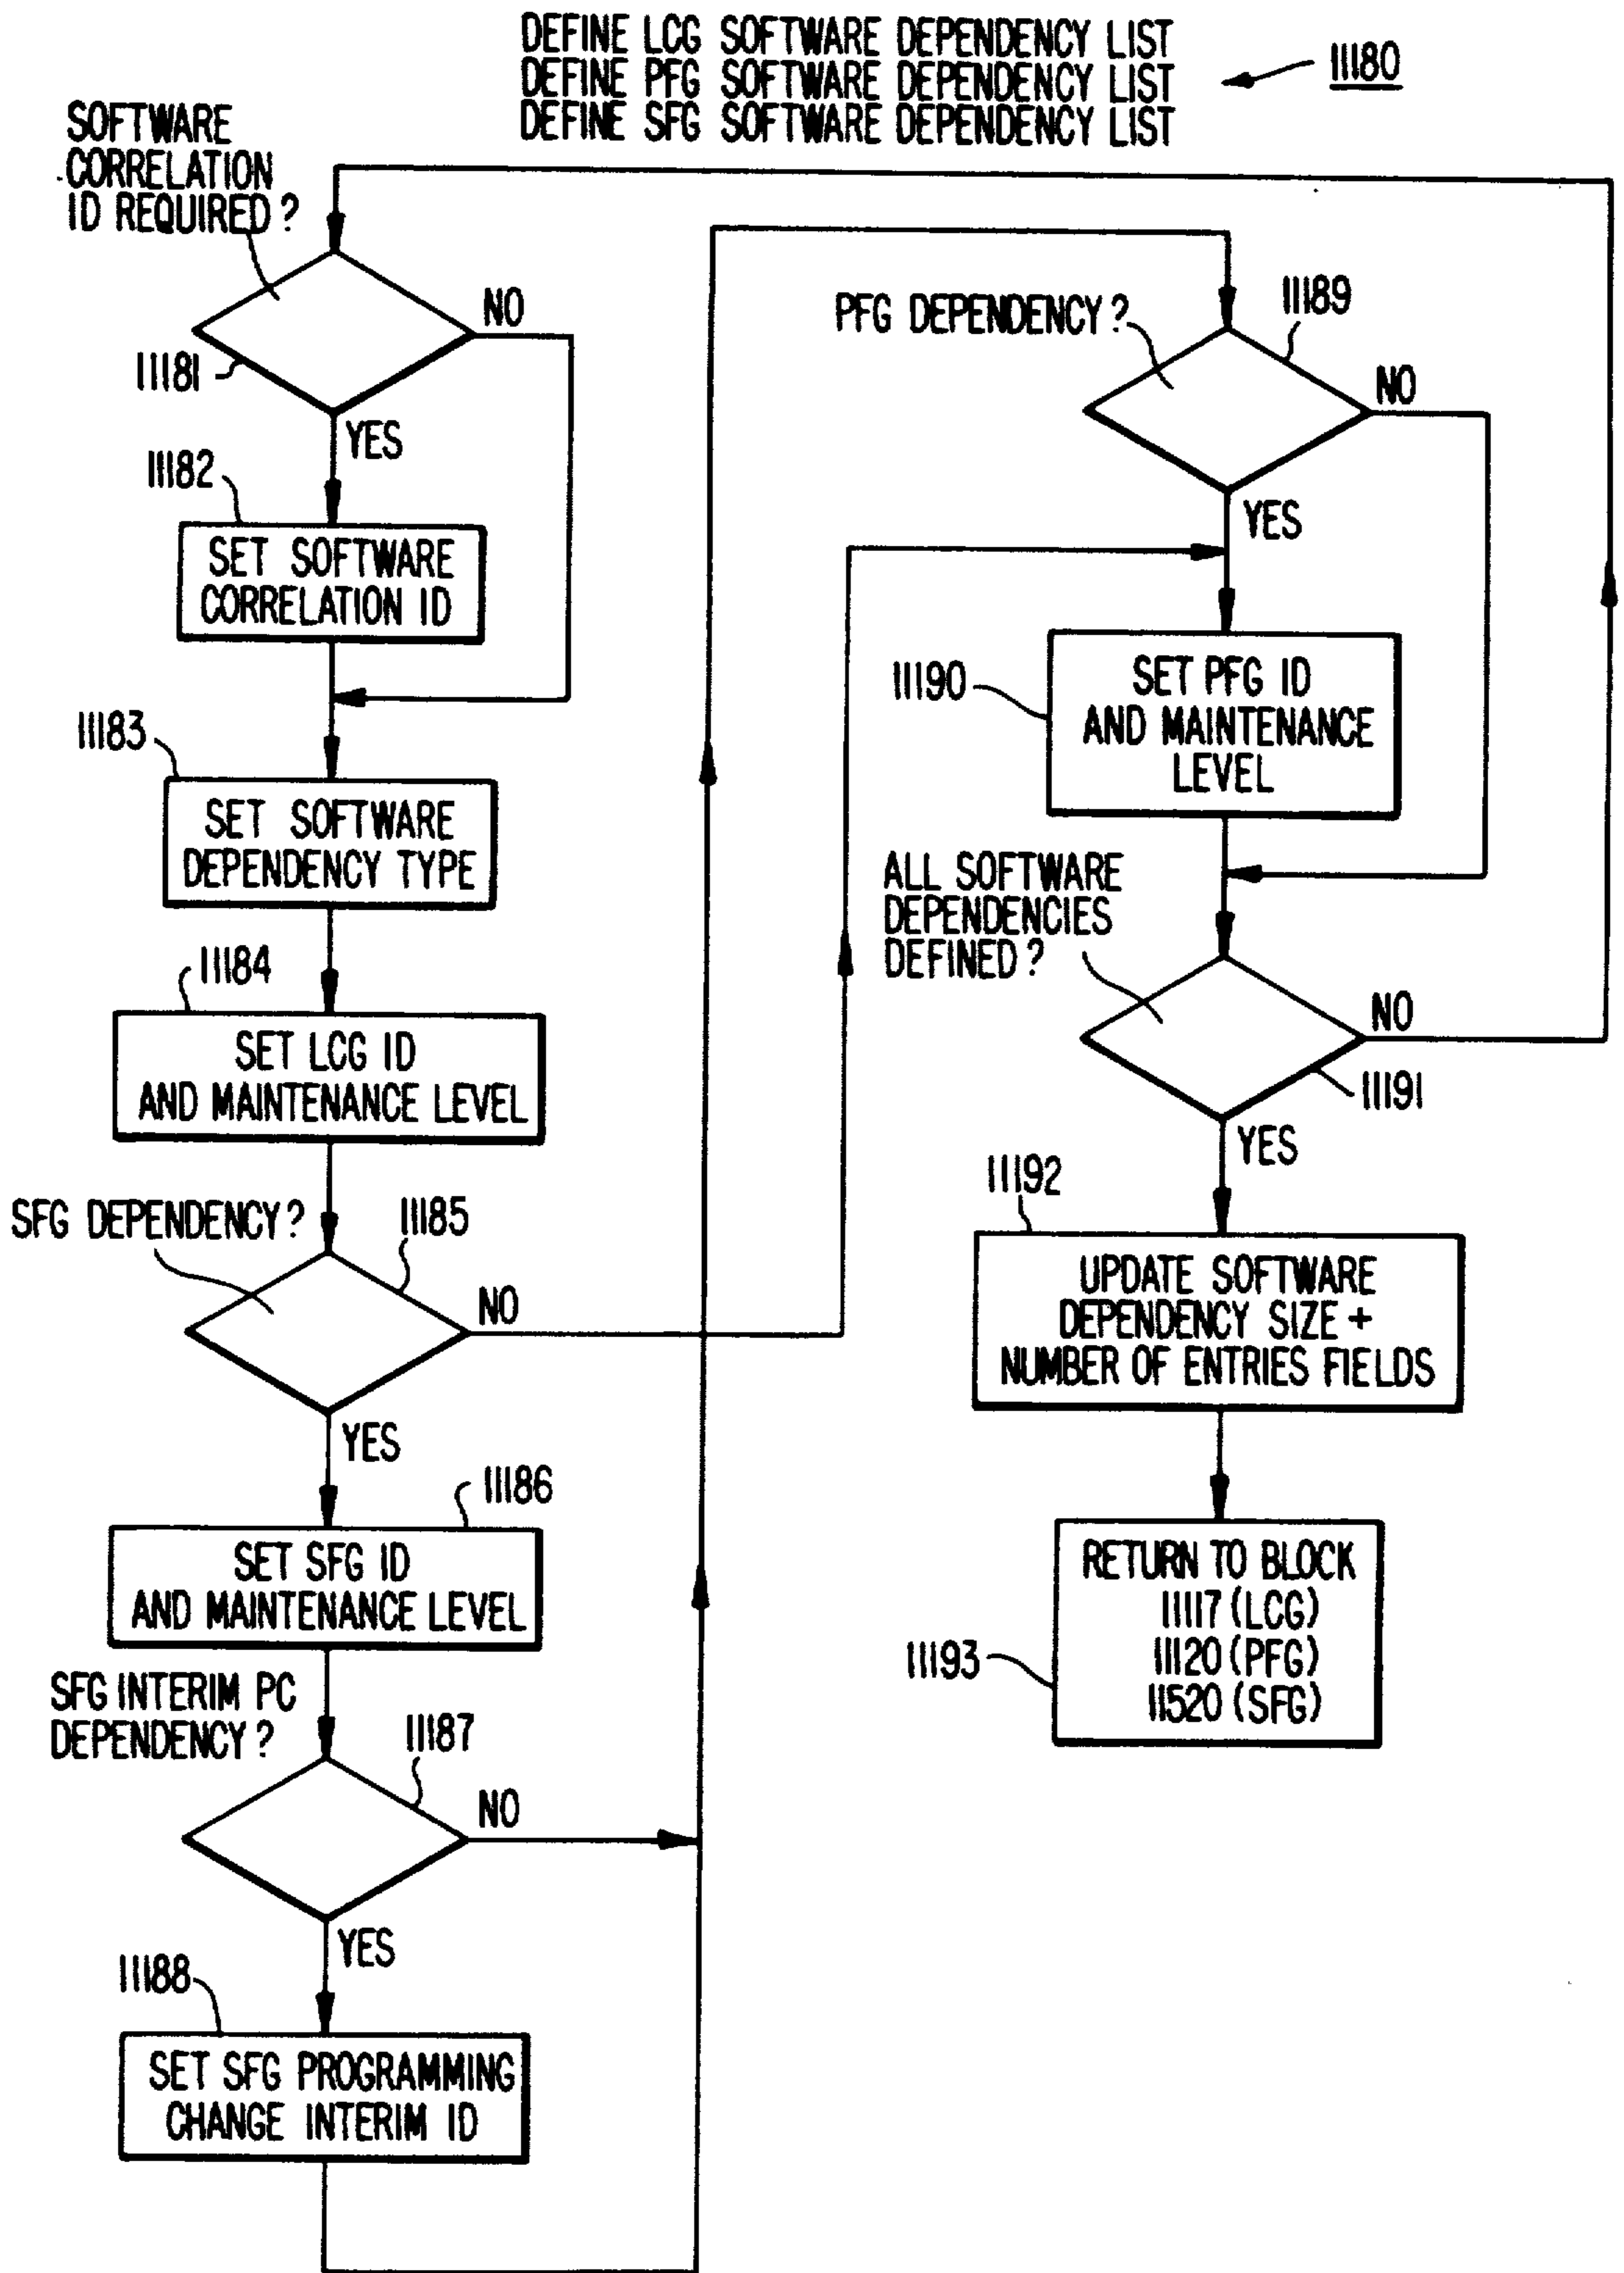 DEFINE LCG SOFTWARE DEPENDENCY LIST
DEFINE PFG SOFTWARE DEPENDENCY LIST
DEFINE SFG SOFTWARE DEPENDENCY LIST
11180
SOFTWARE
CORRELATION
ID REQUIRED?
NO
11181
YES
11182
SET SOFTWARE
CORRELATION ID
11183
SET SOFTWARE
DEPENDENCY TYPE
11184
SET LCG ID
AND MAINTENANCE LEVEL
SFG DEPENDENCY?
11185
NO
YES
11186
SET SFG ID
AND MAINTENANCE LEVEL
SFG INTERIM PC
DEPENDENCY?
11187
NO
YES
11188
SET SFG PROGRAMMING
CHANGE INTERIM ID
PFG DEPENDENCY?
11189
NO
YES
11190
SET PFG ID
AND MAINTENANCE
LEVEL
ALL SOFTWARE
DEPENDENCIES
DEFINED?
NO
11191
YES
11192
UPDATE SOFTWARE
DEPENDENCY SIZE +
NUMBER OF ENTRIES FIELDS
RETURN TO BLOCK
11117 (LCG)
11120 (PFG)
11520 (SFG)
11193